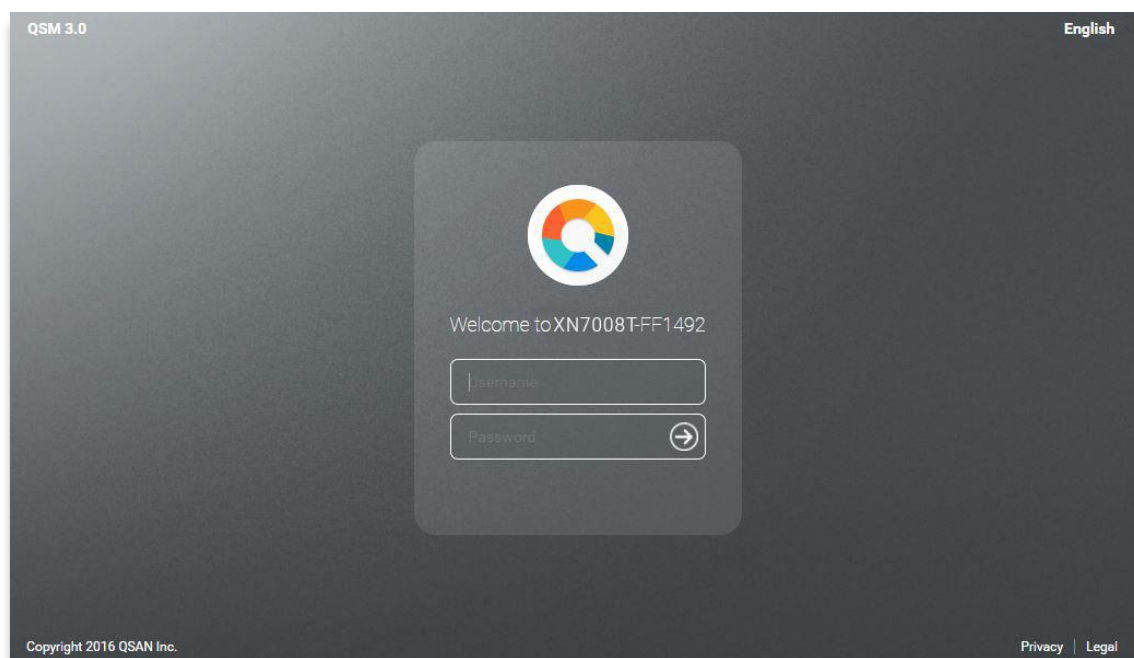 QSM 3.0
English
Welcome to XN7008T-FF1492
Username
Password
Copyright 2016 QSAN Inc.
Privacy | Legal